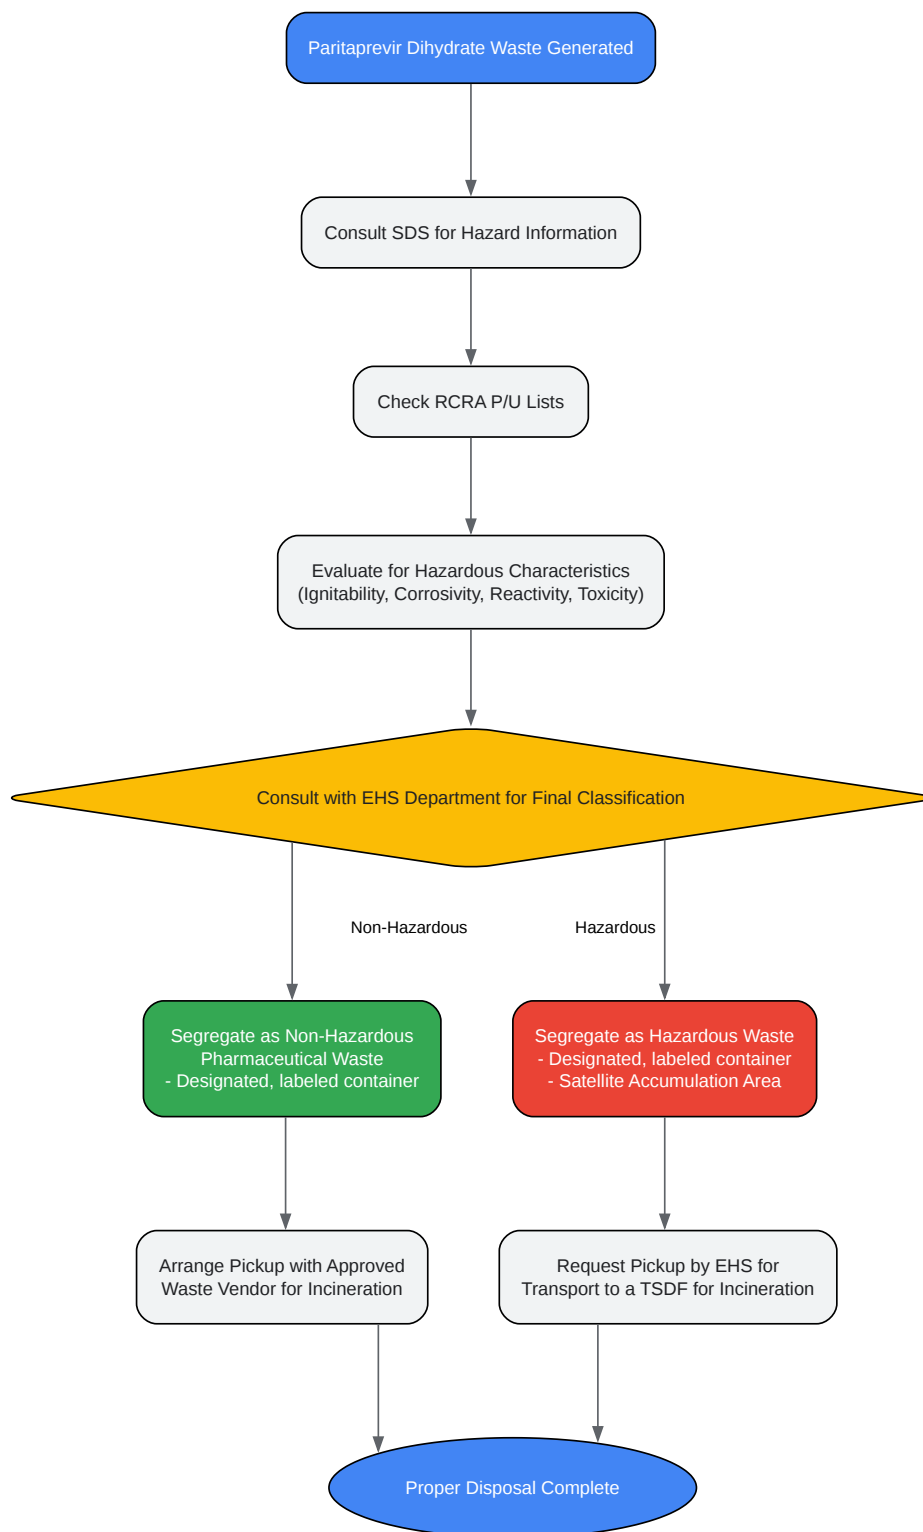 Paritaprevir Dihydrate Waste Generated
Consult SDS for Hazard Information
Check RCRA P/U Lists
Evaluate for Hazardous Characteristics
(Ignitability, Corrosivity, Reactivity, Toxicity)
Consult with EHS Department for Final Classification
Non-Hazardous
Hazardous
Segregate as Non-Hazardous
Pharmaceutical Waste
- Designated, labeled container
Segregate as Hazardous Waste
- Designated, labeled container
- Satellite Accumulation Area
Arrange Pickup with Approved
Waste Vendor for Incineration
Request Pickup by EHS for
Transport to a TSDF for Incineration
Proper Disposal Complete